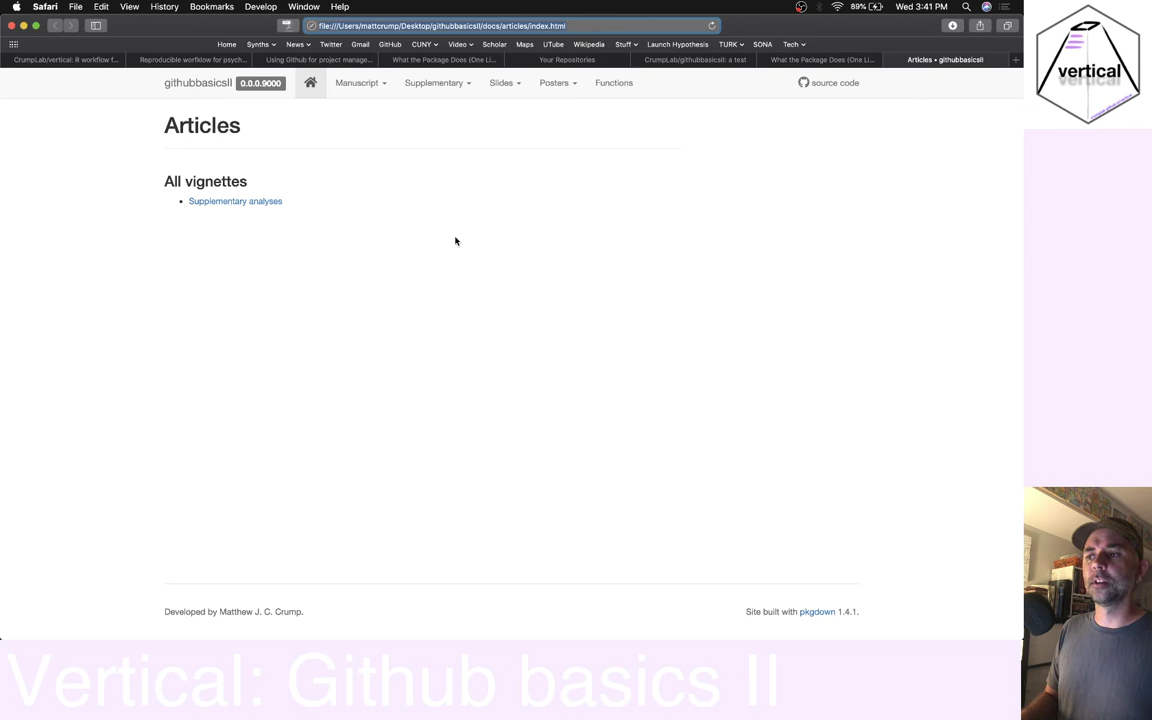 Safari File Edit View History Bookmarks Develop Window Help 89% Wed 3:41 PM
file:///Users/mattcrump/Desktop/githubbasicsII/docs/articles/index.html
Home Synths News Twitter Gmail GitHub CUNY Video Scholar Maps UTube Wikipedia Stuff Launch Hypothesis TURK SONA Tech
CrumpLab/vertical: R workflow f... Reproducible worfklow for psych... Using Github for project manage... What the Package Does (One Li... Your Repositories CrumpLab/githubbasicsII: a test What the Package Does (One Li... Articles • githubbasicsII
githubbasicsII 0.0.0.9000 Manuscript Supplementary Slides Posters Functions source code
Articles
All vignettes
Supplementary analyses
Developed by Matthew J. C. Crump.
Site built with pkgdown 1.4.1.
vertical
Vertical: Github basics II